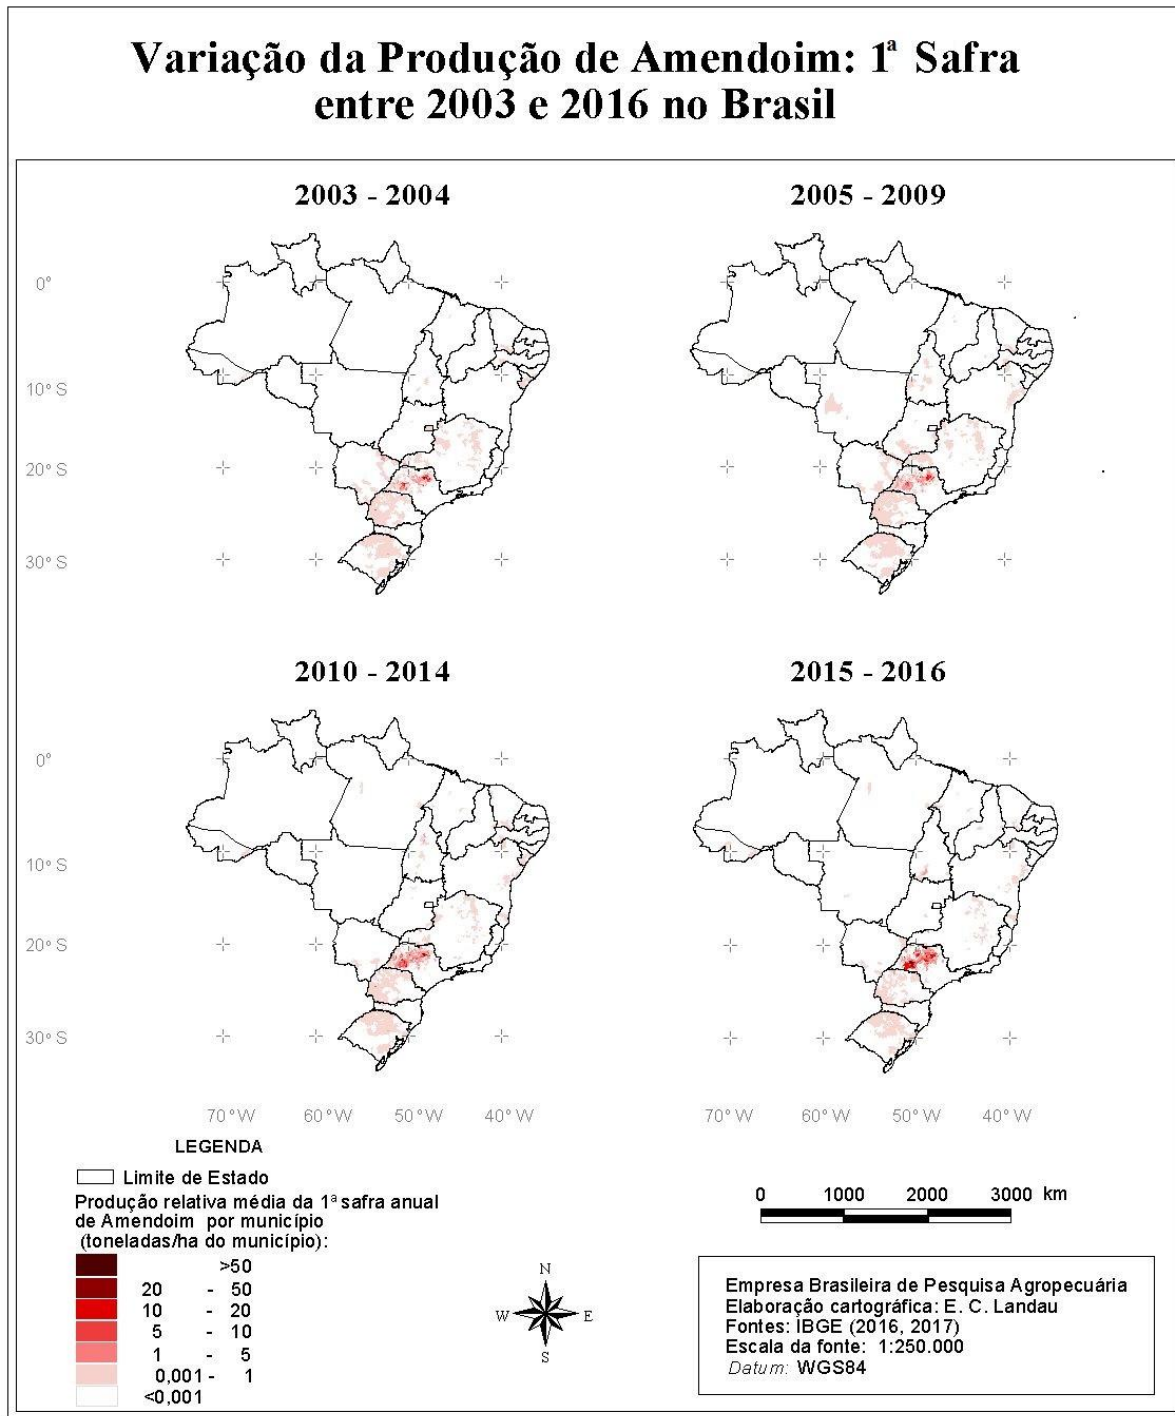 Variação da Produção de Amendoim: 1ª Safra
entre 2003 e 2016 no Brasil
2003 - 2004
2005 - 2009
0°
10° S
20° S
30° S
2010 - 2014
2015 - 2016
0°
10° S
20° S
30° S
70° W 60° W 50° W 40° W
70° W 60° W 50° W 40° W
LEGENDA
Limite de Estado
Produção relativa média da 1ª safra anual
de Amendoim por município
(toneladas/ha do município):
>50
20 - 50
10 - 20
5 - 10
1 - 5
0,001 - 1
<0,001
N
W E
S
0 1000 2000 3000 km
Empresa Brasileira de Pesquisa Agropecuária
Elaboração cartográfica: E. C. Landau
Fontes: IBGE (2016, 2017)
Escala da fonte: 1:250.000
Datum: WGS84